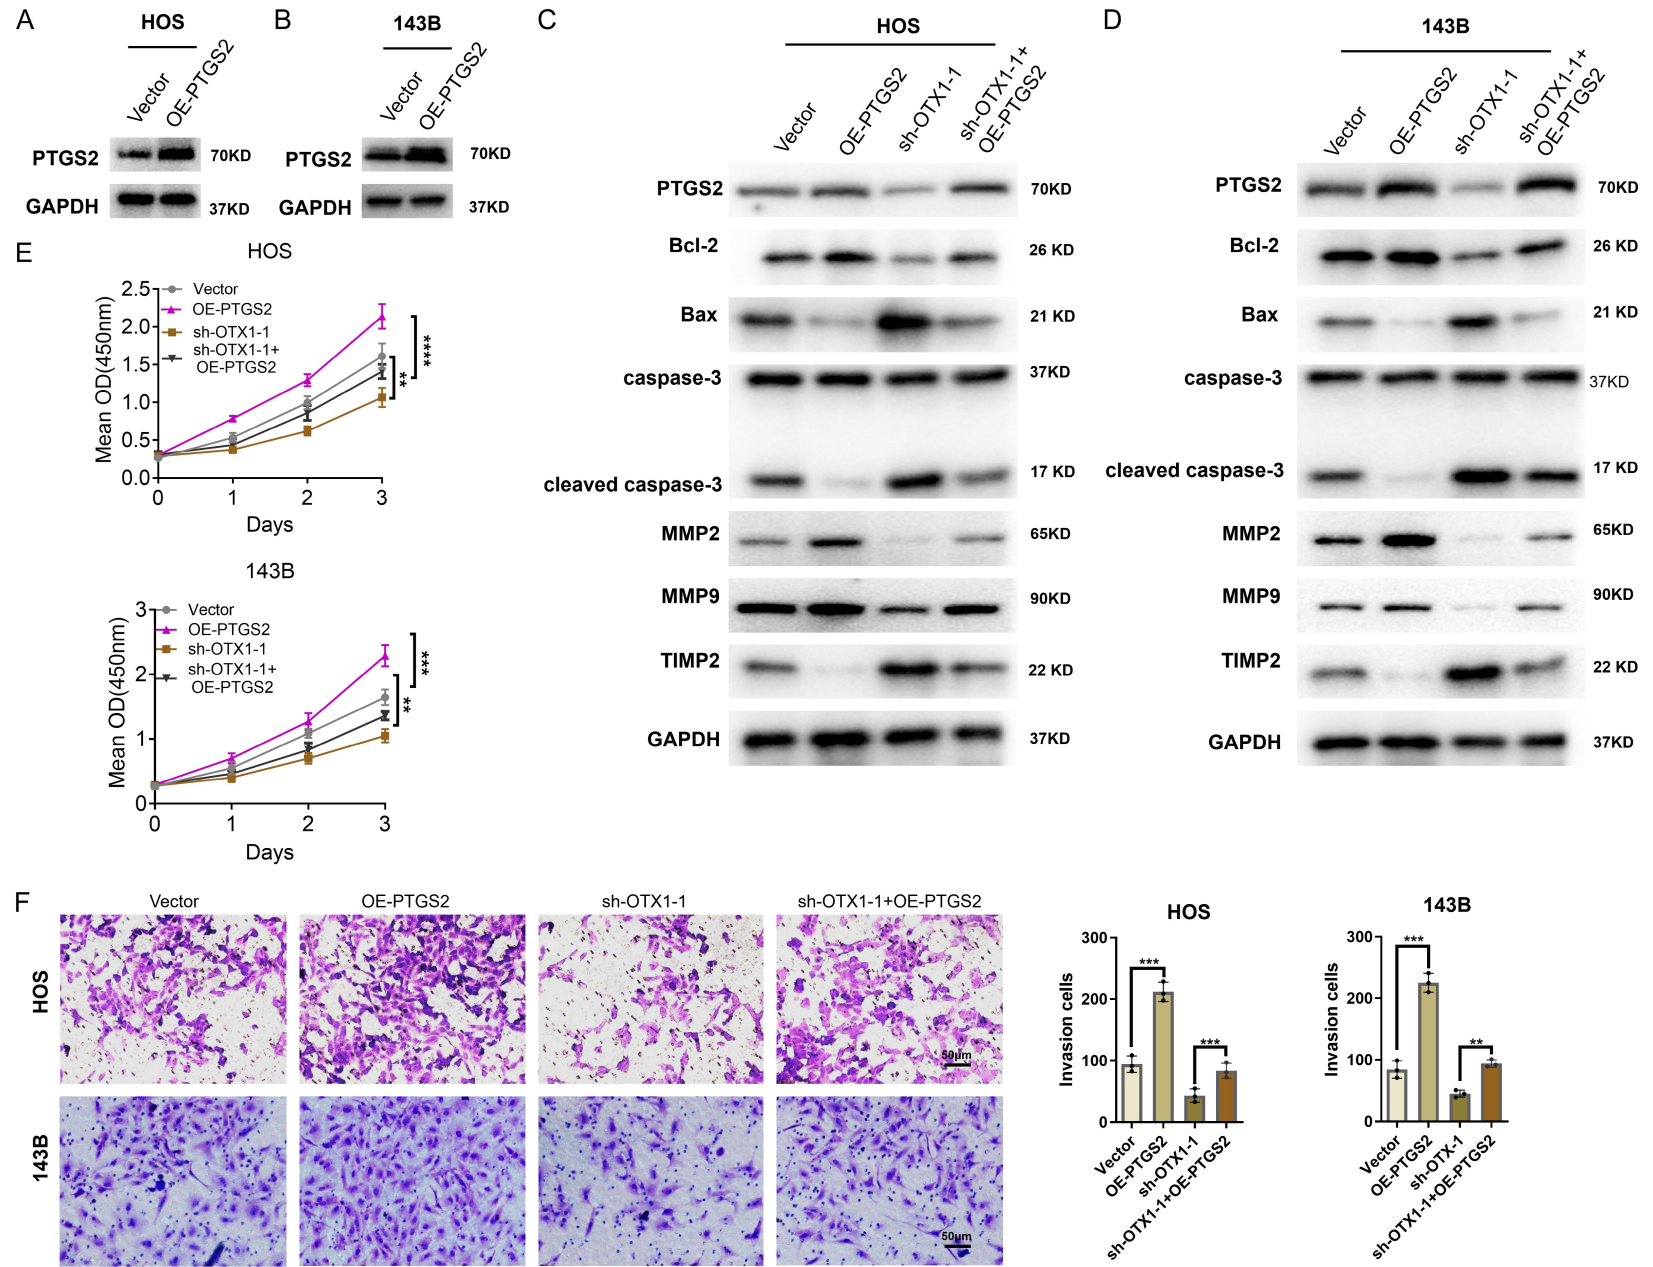 A
HOS
Vector
OE-PTGS2
PTGS2
70KD
GAPDH
37KD
B
143B
Vector
OE-PTGS2
PTGS2
70KD
GAPDH
37KD
C
HOS
Vector
OE-PTGS2
sh-OTX1-1
sh-OTX1-1+
OE-PTGS2
PTGS2
70KD
Bcl-2
26 KD
Bax
21 KD
caspase-3
37KD
cleaved caspase-3
17 KD
MMP2
65KD
MMP9
90KD
TIMP2
22 KD
GAPDH
37KD
D
143B
Vector
OE-PTGS2
sh-OTX1-1
sh-OTX1-1+
OE-PTGS2
PTGS2
70KD
Bcl-2
26 KD
Bax
21 KD
caspase-3
37KD
cleaved caspase-3
17 KD
MMP2
65KD
MMP9
90KD
TIMP2
22 KD
GAPDH
37KD
E
HOS
Mean OD(450nm)
2.5
2.0
1.5
1.0
0.5
0.0
Vector
OE-PTGS2
sh-OTX1-1
sh-OTX1-1+
OE-PTGS2
**
****
0 1 2 3
Days
143B
Mean OD(450nm)
3
2
1
0
Vector
OE-PTGS2
sh-OTX1-1
sh-OTX1-1+
OE-PTGS2
**
***
0 1 2 3
Days
F
Vector
OE-PTGS2
sh-OTX1-1
sh-OTX1-1+OE-PTGS2
HOS
50μm
143B
50μm
HOS
Invasion cells
300
200
100
0
***
***
Vector
OE-PTGS2
sh-OTX1-1
sh-OTX1-1+OE-PTGS2
143B
Invasion cells
300
200
100
0
***
**
Vector
OE-PTGS2
sh-OTX-1
sh-OTX1-1+OE-PTGS2